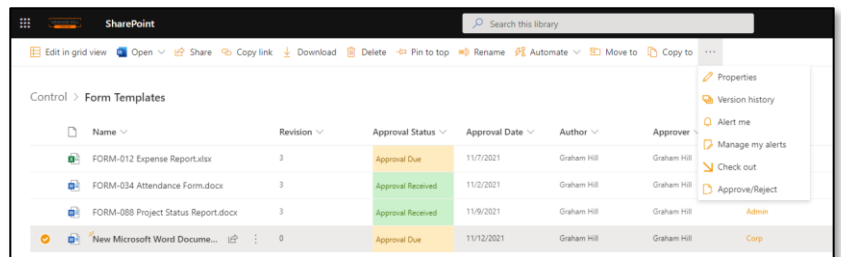 SharePoint
Search this library
Edit in grid view Open Share Copy link Download Delete Pin to top Rename Automate Move to Copy to ...
Properties
Version history
Alert me
Manage my alerts
Check out
Approve/Reject
Control > Form Templates
Name Revision Approval Status Approval Date Author Approver
FORM-012 Expense Report.xlsx 3 Approval Due 11/7/2021 Graham Hill Graham Hill
FORM-034 Attendance Form.docx 3 Approval Received 11/2/2021 Graham Hill Graham Hill
FORM-088 Project Status Report.docx 3 Approval Received 11/9/2021 Graham Hill Graham Hill Admin
New Microsoft Word Docume... 0 Approval Due 11/12/2021 Graham Hill Graham Hill Corp